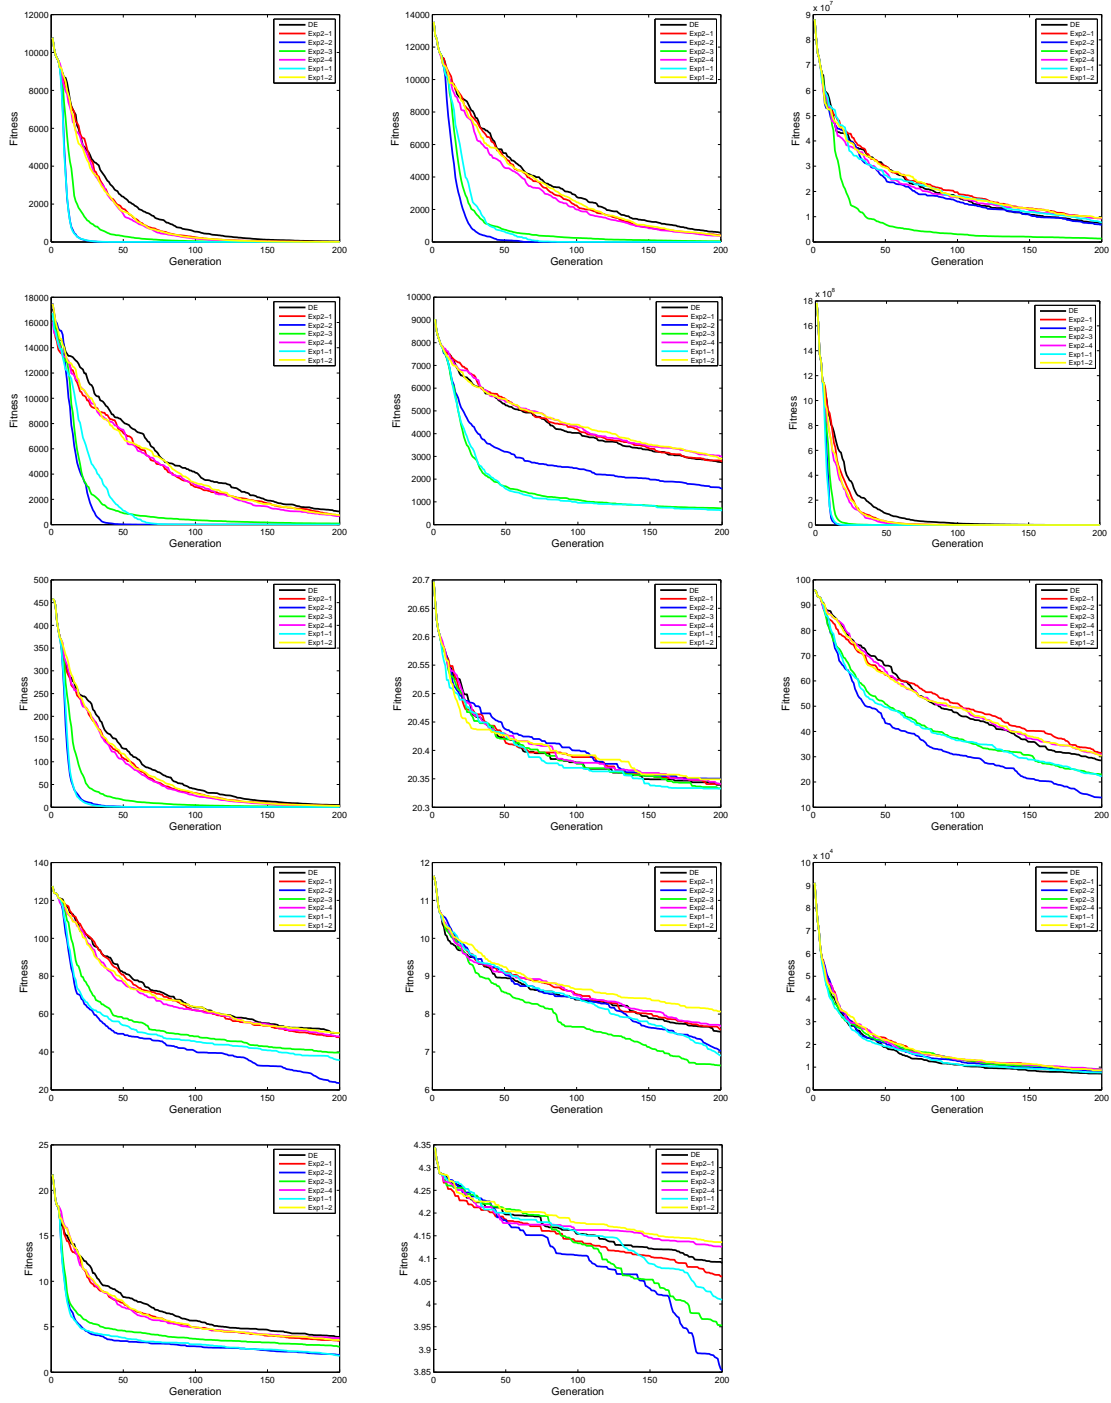 12000
10000
8000
6000
4000
2000
0
0 50 100 150 200
Fitness
Generation
DE
Exp2−1
Exp2−2
Exp2−3
Exp2−4
Exp1−1
Exp1−2
14000
12000
10000
8000
6000
4000
2000
0
0 50 100 150 200
Fitness
Generation
DE
Exp2−1
Exp2−2
Exp2−3
Exp2−4
Exp1−1
Exp1−2
x 10^7
9
8
7
6
5
4
3
2
1
0
0 50 100 150 200
Fitness
Generation
DE
Exp2−1
Exp2−2
Exp2−3
Exp2−4
Exp1−1
Exp1−2
18000
16000
14000
12000
10000
8000
6000
4000
2000
0
0 50 100 150 200
Fitness
Generation
DE
Exp2−1
Exp2−2
Exp2−3
Exp2−4
Exp1−1
Exp1−2
10000
9000
8000
7000
6000
5000
4000
3000
2000
1000
0
0 50 100 150 200
Fitness
Generation
DE
Exp2−1
Exp2−2
Exp2−3
Exp2−4
Exp1−1
Exp1−2
x 10^8
18
16
14
12
10
8
6
4
2
0
0 50 100 150 200
Fitness
Generation
DE
Exp2−1
Exp2−2
Exp2−3
Exp2−4
Exp1−1
Exp1−2
500
450
400
350
300
250
200
150
100
50
0
0 50 100 150 200
Fitness
Generation
DE
Exp2−1
Exp2−2
Exp2−3
Exp2−4
Exp1−1
Exp1−2
20.7
20.65
20.6
20.55
20.5
20.45
20.4
20.35
20.3
0 50 100 150 200
Fitness
Generation
DE
Exp2−1
Exp2−2
Exp2−3
Exp2−4
Exp1−1
Exp1−2
100
90
80
70
60
50
40
30
20
10
0 50 100 150 200
Fitness
Generation
DE
Exp2−1
Exp2−2
Exp2−3
Exp2−4
Exp1−1
Exp1−2
140
120
100
80
60
40
20
0 50 100 150 200
Fitness
Generation
DE
Exp2−1
Exp2−2
Exp2−3
Exp2−4
Exp1−1
Exp1−2
12
11
10
9
8
7
6
0 50 100 150 200
Fitness
Generation
DE
Exp2−1
Exp2−2
Exp2−3
Exp2−4
Exp1−1
Exp1−2
x 10^4
10
9
8
7
6
5
4
3
2
1
0
0 50 100 150 200
Fitness
Generation
DE
Exp2−1
Exp2−2
Exp2−3
Exp2−4
Exp1−1
Exp1−2
25
20
15
10
5
0
0 50 100 150 200
Fitness
Generation
DE
Exp2−1
Exp2−2
Exp2−3
Exp2−4
Exp1−1
Exp1−2
4.35
4.3
4.25
4.2
4.15
4.1
4.05
4
3.95
3.9
3.85
0 50 100 150 200
Fitness
Generation
DE
Exp2−1
Exp2−2
Exp2−3
Exp2−4
Exp1−1
Exp1−2